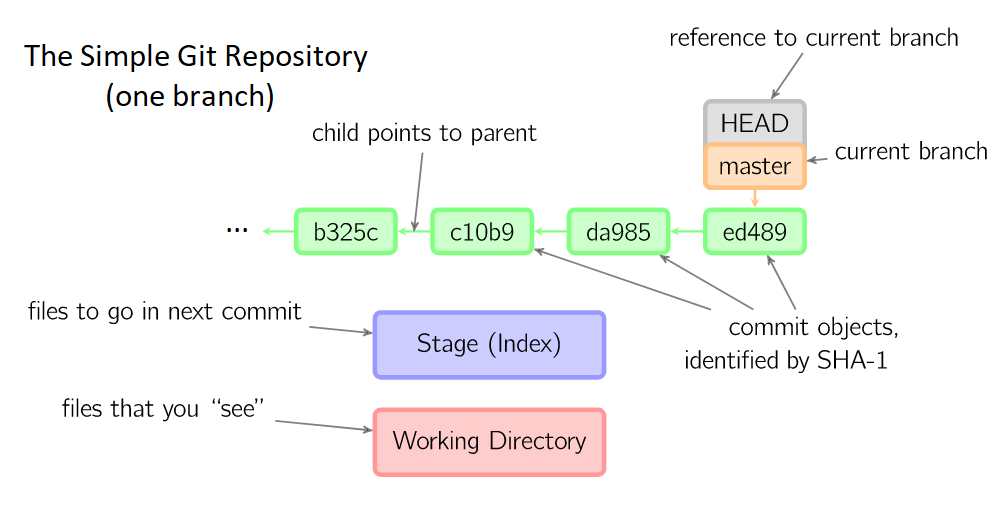 The Simple Git Repository
(one branch)
reference to current branch
HEAD
master
current branch
child points to parent
...
b325c
c10b9
da985
ed489
files to go in next commit
Stage (Index)
commit objects,
identified by SHA-1
files that you “see”
Working Directory